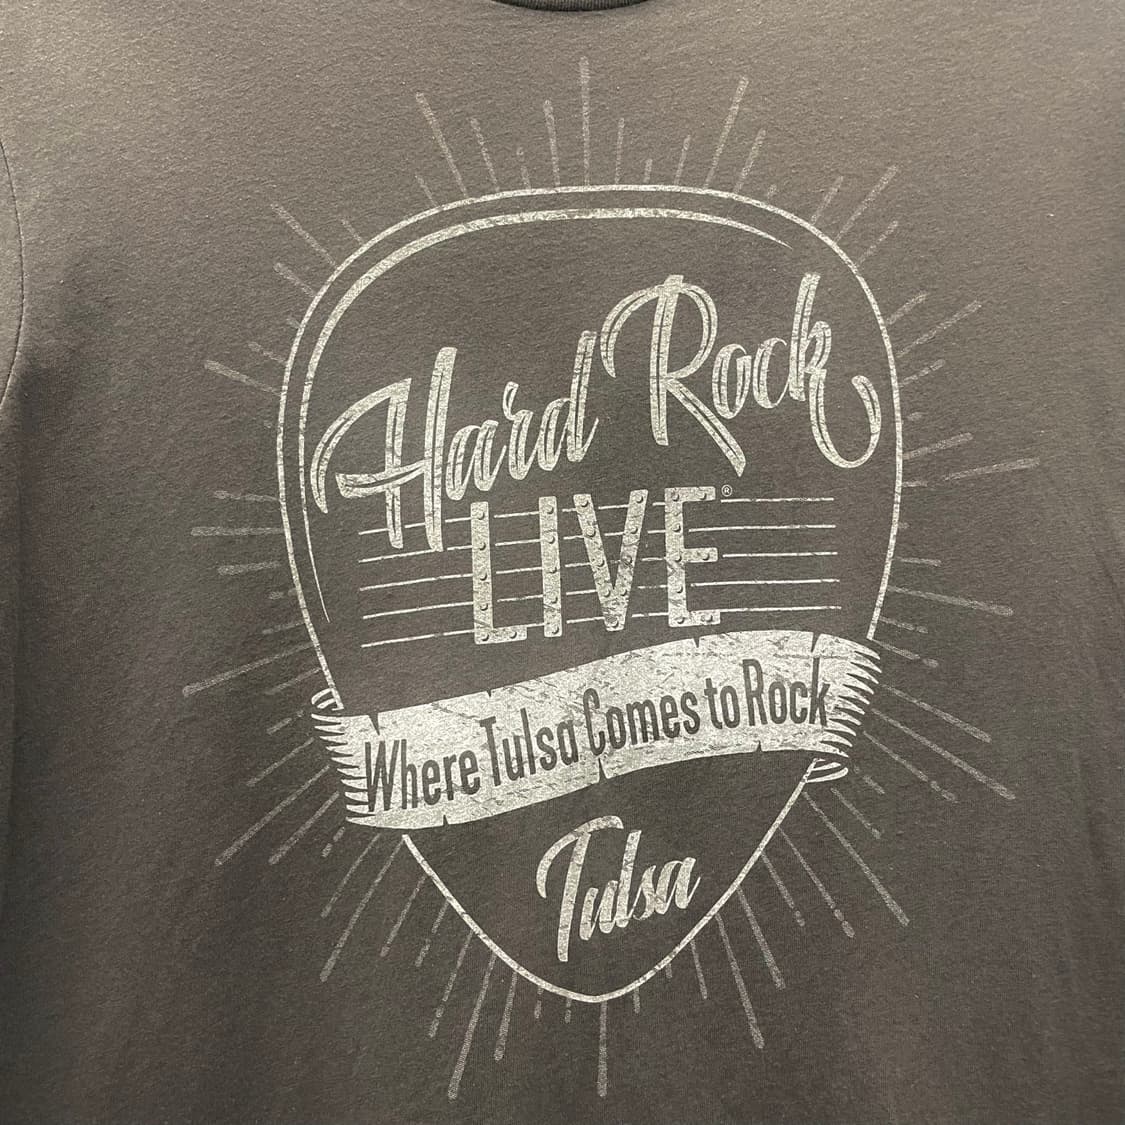 Hard Rock
LIVE®
Where Tulsa Comes to Rock
Tulsa